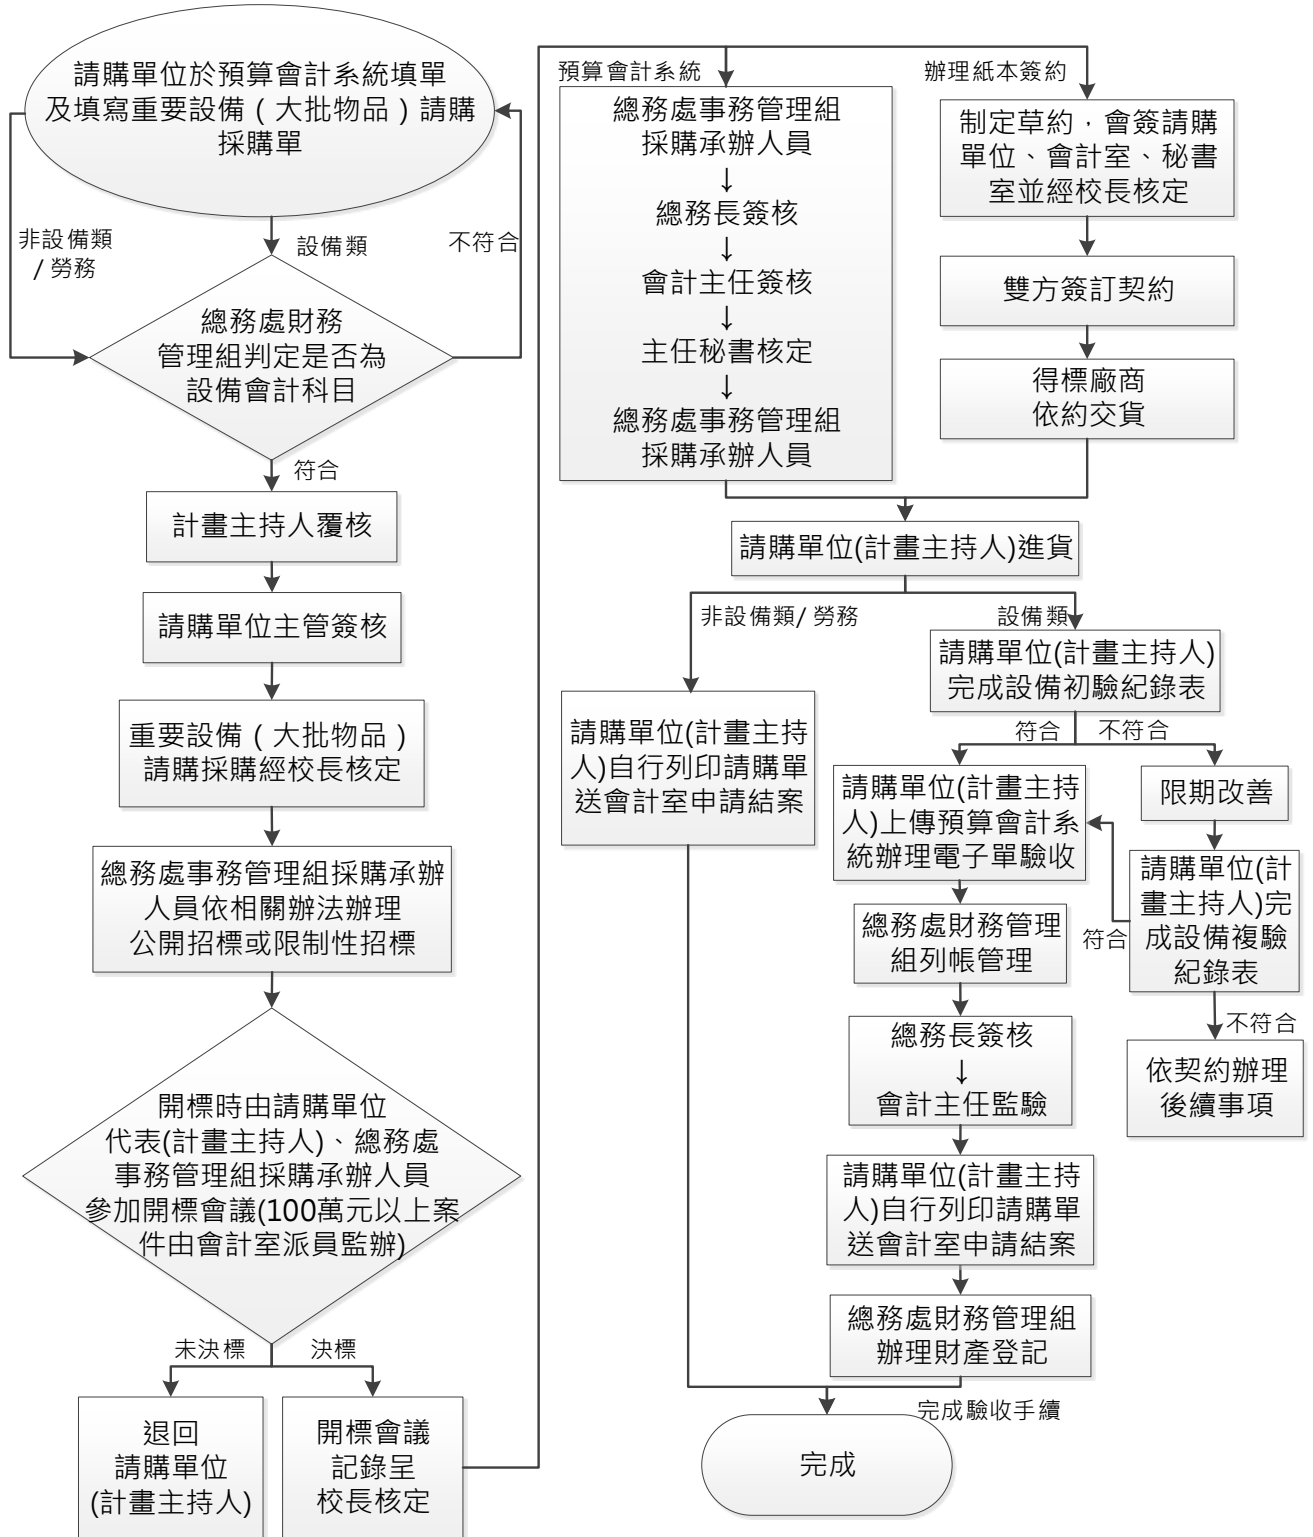 請購單位於預算會計系統填單
及填寫重要設備（大批物品）請購
採購單
非設備類
/ 勞務
設備類
不符合
總務處財務
管理組判定是否為
設備會計科目
符合
計畫主持人覆核
請購單位主管簽核
重要設備（大批物品）
請購採購經校長核定
總務處事務管理組採購承辦
人員依相關辦法辦理
公開招標或限制性招標
開標時由請購單位
代表(計畫主持人)、總務處
事務管理組採購承辦人員
參加開標會議(100萬元以上案
件由會計室派員監辦)
未決標
決標
退回
請購單位
(計畫主持人)
開標會議
記錄呈
校長核定
預算會計系統
總務處事務管理組
採購承辦人員
↓
總務長簽核
↓
會計主任簽核
↓
主任秘書核定
↓
總務處事務管理組
採購承辦人員
辦理紙本簽約
制定草約，會簽請購
單位、會計室、秘書
室並經校長核定
雙方簽訂契約
得標廠商
依約交貨
請購單位(計畫主持人)進貨
非設備類/ 勞務
設備類
請購單位(計畫主持
人)自行列印請購單
送會計室申請結案
請購單位(計畫主持人)
完成設備初驗紀錄表
符合
不符合
請購單位(計畫主持
人)上傳預算會計系
統辦理電子單驗收
限期改善
請購單位(計
畫主持人)完
成設備複驗
紀錄表
符合
不符合
依契約辦理
後續事項
總務處財務管理
組列帳管理
總務長簽核
↓
會計主任監驗
請購單位(計畫主持
人)自行列印請購單
送會計室申請結案
總務處財務管理組
辦理財產登記
完成驗收手續
完成